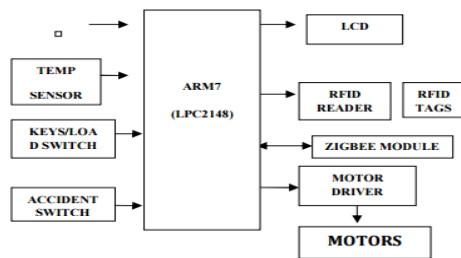 LCD
TEMP
SENSOR
ARM7
(LPC2148)
RFID
READER
RFID
TAGS
KEYS/LOA
D SWITCH
ZIGBEE MODULE
MOTOR
DRIVER
ACCIDENT
SWITCH
MOTORS